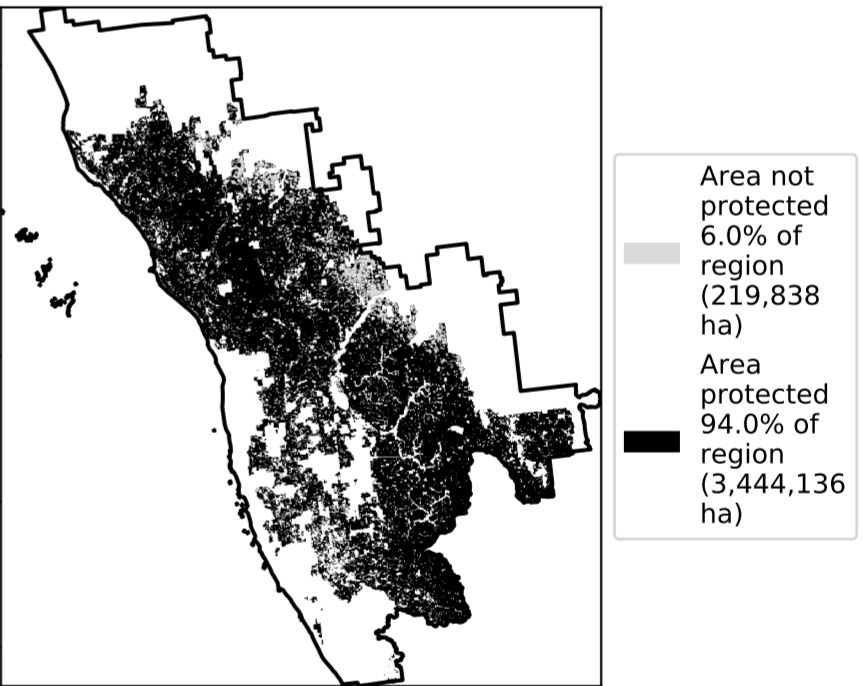 Area not
protected
6.0% of
region
(219,838
ha)
Area
protected
94.0% of
region
(3,444,136
ha)